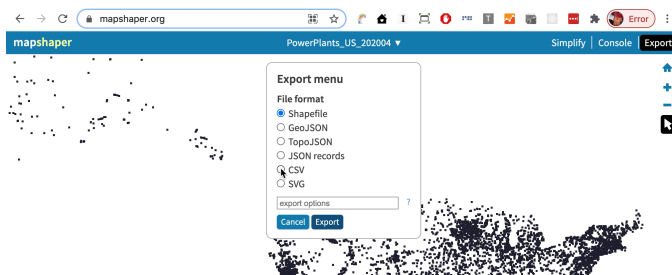 mapshaper.org
Error
mapshaper
PowerPlants_US_202004 ▼
Simplify | Console | Export
Export menu
File format
Shapefile
GeoJSON
TopoJSON
JSON records
CSV
SVG
export options
?
Cancel
Export